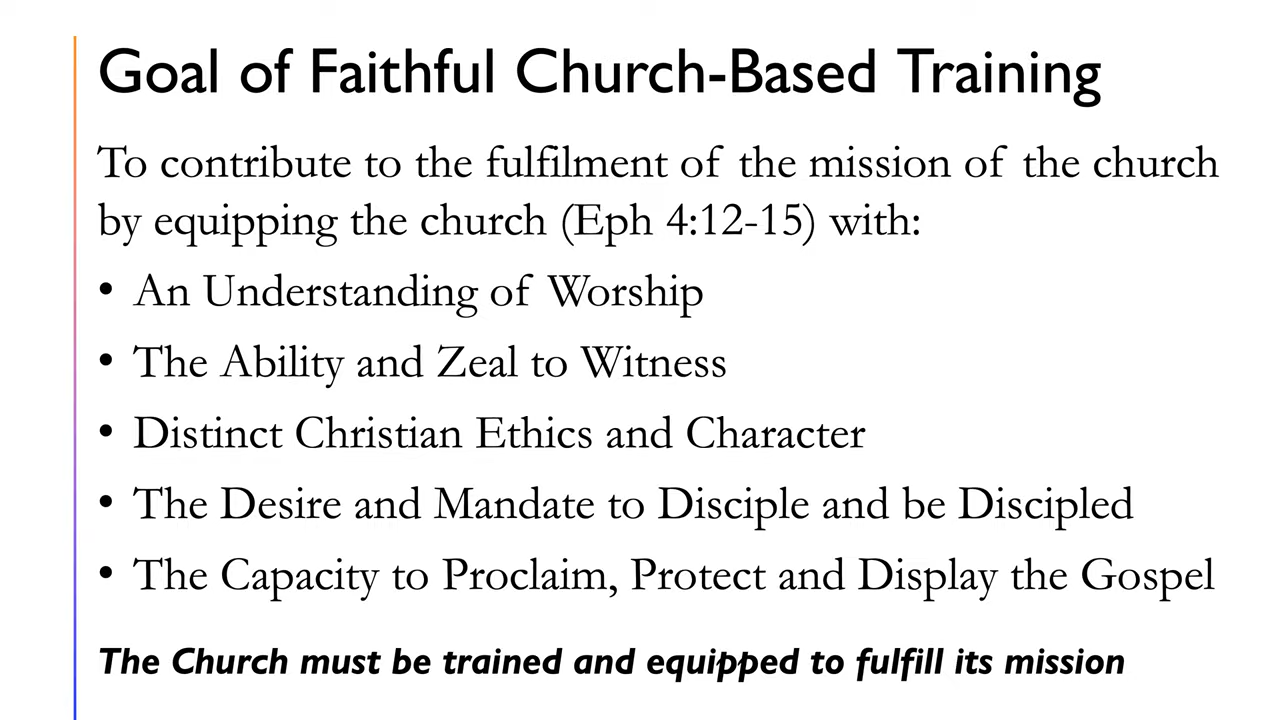 Goal of Faithful Church-Based Training
To contribute to the fulfilment of the mission of the church
by equipping the church (Eph 4:12-15) with:
• An Understanding of Worship
• The Ability and Zeal to Witness
• Distinct Christian Ethics and Character
• The Desire and Mandate to Disciple and be Discipled
• The Capacity to Proclaim, Protect and Display the Gospel
The Church must be trained and equipped to fulfill its mission